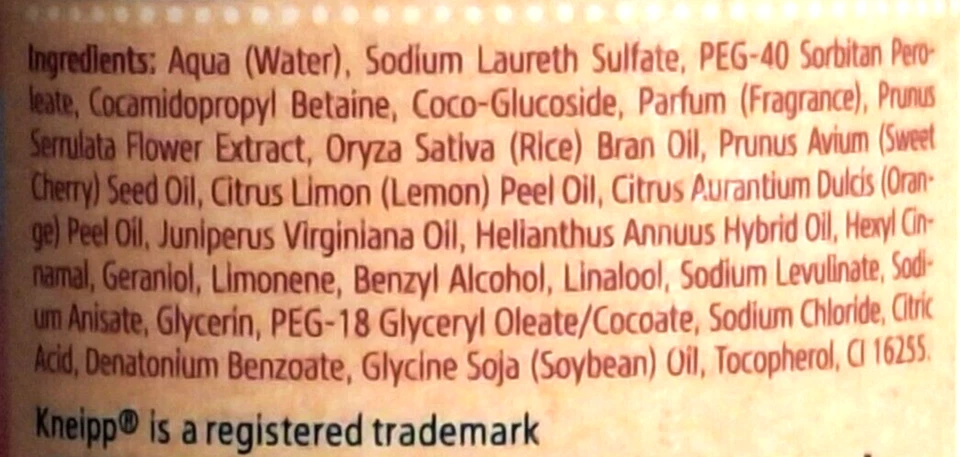 Ingredients: Aqua (Water), Sodium Laureth Sulfate, PEG-40 Sorbitan Pero-
leate, Cocamidopropyl Betaine, Coco-Glucoside, Parfum (Fragrance), Prunus
Serrulata Flower Extract, Oryza Sativa (Rice) Bran Oil, Prunus Avium (Sweet
Cherry) Seed Oil, Citrus Limon (Lemon) Peel Oil, Citrus Aurantium Dulcis (Oran-
ge) Peel Oil, Juniperus Virginiana Oil, Helianthus Annuus Hybrid Oil, Hexyl Cin-
namal, Geraniol, Limonene, Benzyl Alcohol, Linalool, Sodium Levulinate, Sodi-
um Anisate, Glycerin, PEG-18 Glyceryl Oleate/Cocoate, Sodium Chloride, Citric
Acid, Denatonium Benzoate, Glycine Soja (Soybean) Oil, Tocopherol, CI 16255.
Kneipp® is a registered trademark